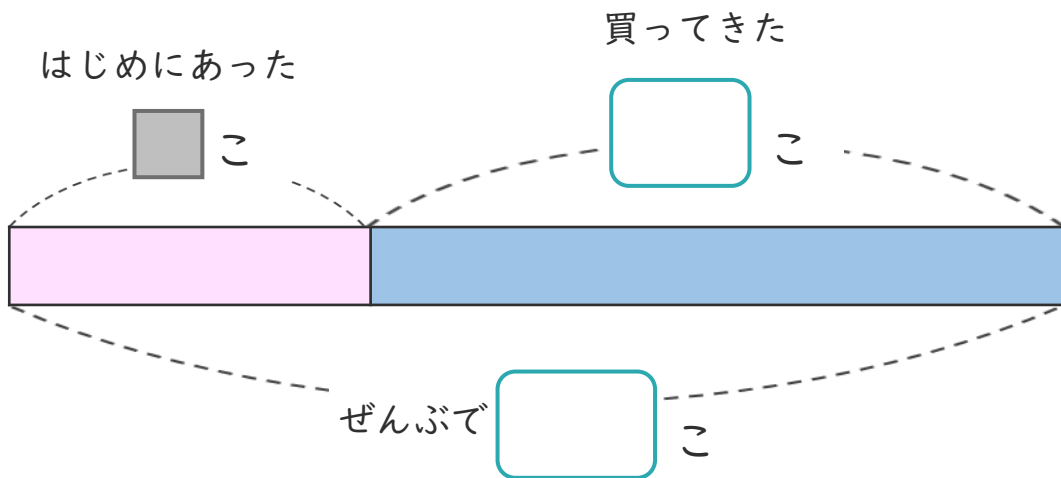 はじめにあった
こ
買ってきた
こ
ぜんぶで
こ